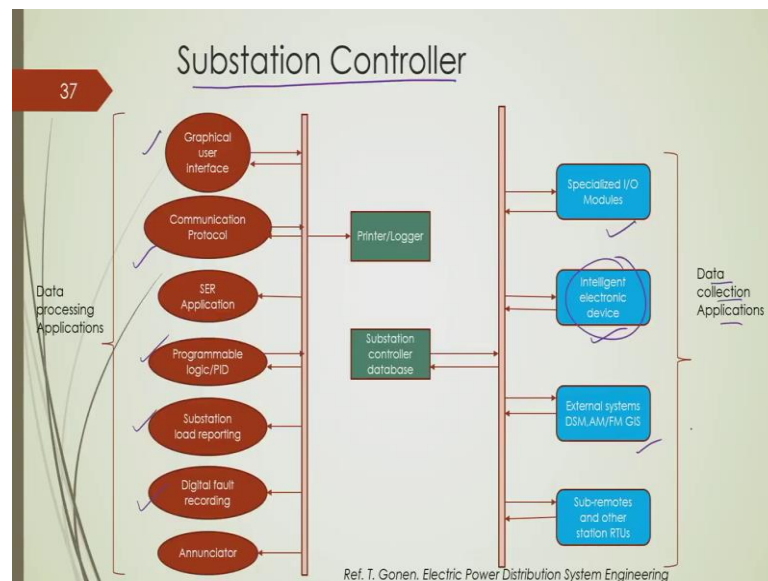 Substation Controller
37
Graphical
user
Interface
Communication
Protocol
SER
Application
Programmable
logic/PID
Substation
load reporting
Digital fault
recording
Annunciator
Data
processing
Applications
Printer/Logger
Substation
controller
database
Specialized I/O
Modules
Intelligent
electronic
device
External systems
DSM,AM/FM GIS
Sub-remotes
and other
station RTUs
Data
collection
Applications
Ref. T. Gonen. Electric Power Distribution System Engineering